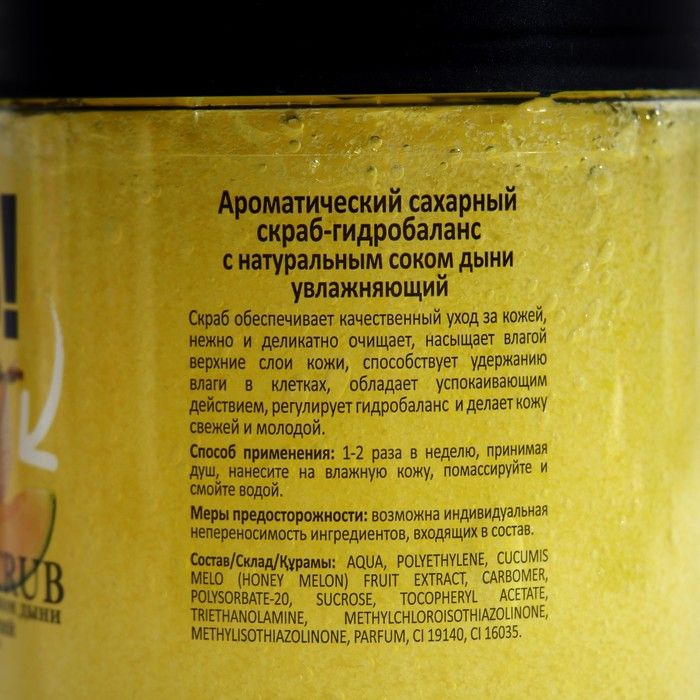 Ароматический сахарный
скраб-гидробаланс
с натуральным соком дыни
увлажняющий
Скраб обеспечивает качественный уход за кожей,
нежно и деликатно очищает, насыщает влагой
верхние слои кожи, способствует удержанию
влаги в клетках, обладает успокаивающим
действием, регулирует гидробаланс и делает кожу
свежей и молодой.
Способ применения: 1-2 раза в неделю, принимая
душ, нанесите на влажную кожу, помассируйте и
смойте водой.
Меры предосторожности: возможна индивидуальная
непереносимость ингредиентов, входящих в состав.
Состав/Склад/Құрамы: AQUA, POLYETHYLENE, CUCUMIS
MELO (HONEY MELON) FRUIT EXTRACT, CARBOMER,
POLYSORBATE-20, SUCROSE, TOCOPHERYL ACETATE,
TRIETHANOLAMINE, METHYLCHLOROISOTHIAZOLINONE,
METHYLISOTHIAZOLINONE, PARFUM, CI 19140, CI 16035.
!
RUB
дыни